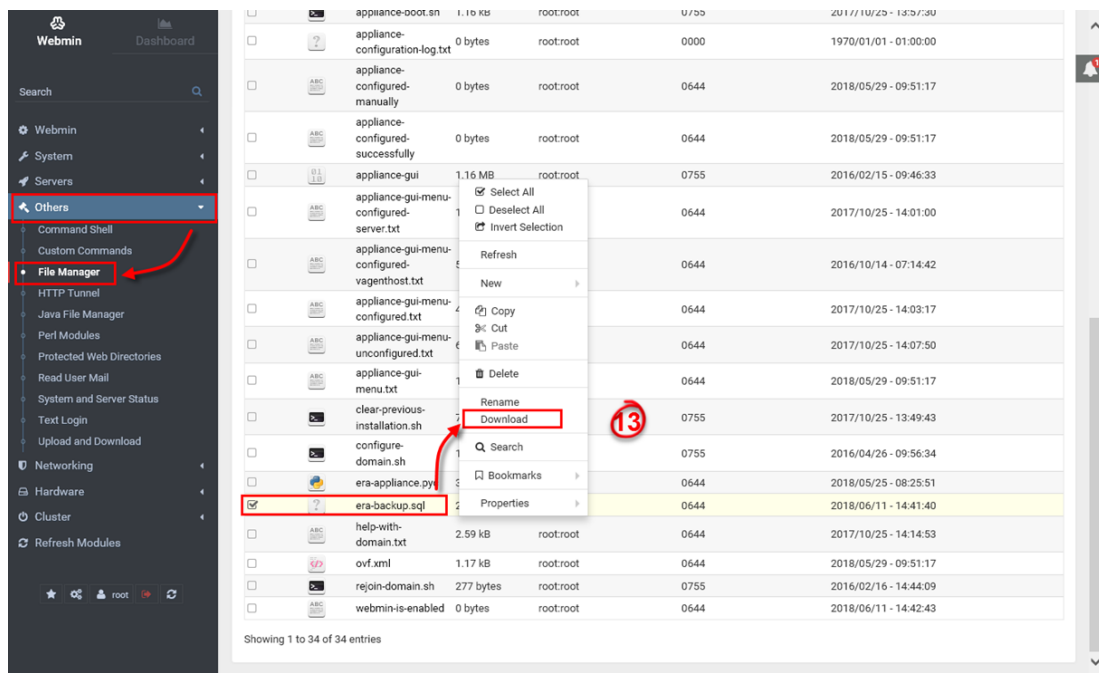 Webmin
Dashboard
Search
Webmin
System
Servers
Others
Command Shell
Custom Commands
File Manager
HTTP Tunnel
Java File Manager
Perl Modules
Protected Web Directories
Read User Mail
System and Server Status
Text Login
Upload and Download
Networking
Hardware
Cluster
Refresh Modules
root
appliance-boot.sh 1.16 kB root:root 0755 2017/10/25 - 13:57:30
appliance-
configuration-log.txt 0 bytes root:root 0000 1970/01/01 - 01:00:00
appliance-
configured- 0 bytes root:root 0644 2018/05/29 - 09:51:17
manually
appliance-
configured- 0 bytes root:root 0644 2018/05/29 - 09:51:17
successfully
appliance-gui 1.16 MB root:root 0755 2016/02/15 - 09:46:33
appliance-gui-menu-
configured- 1 0644 2017/10/25 - 14:01:00
server.txt
appliance-gui-menu-
configured- 0644 2016/10/14 - 07:14:42
vagenthost.txt
appliance-gui-menu-
configured.txt 0644 2017/10/25 - 14:03:17
appliance-gui-menu-
unconfigured.txt 0644 2017/10/25 - 14:07:50
appliance-gui-
menu.txt 0644 2018/05/29 - 09:51:17
clear-previous-
installation.sh 0755 2017/10/25 - 13:49:43
configure-
domain.sh 0755 2016/04/26 - 09:56:34
era-appliance.py 0644 2018/05/25 - 08:25:51
era-backup.sql 0644 2018/06/11 - 14:41:40
help-with-
domain.txt 2.59 kB root:root 0644 2017/10/25 - 14:14:53
ovf.xml 1.17 kB root:root 0644 2018/05/29 - 09:51:17
rejoin-domain.sh 277 bytes root:root 0755 2016/02/16 - 14:44:09
webmin-is-enabled 0 bytes root:root 0644 2018/06/11 - 14:42:43
Showing 1 to 34 of 34 entries
Select All
Deselect All
Invert Selection
Refresh
New
Copy
Cut
Paste
Delete
Rename
Download
Search
Bookmarks
Properties
13
1